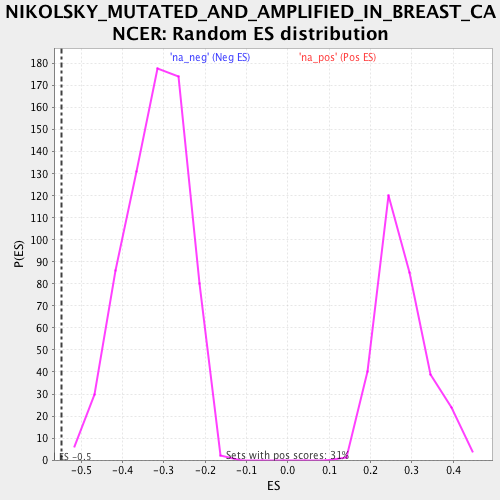 NIKOLSKY_MUTATED_AND_AMPLIFIED_IN_BREAST_CA
NCER: Random ES distribution
'na_neg' (Neg ES) 'na_pos' (Pos ES)
P(ES)
180
170
160
150
140
130
120
110
100
90
80
70
60
50
40
30
20
10
0
ES -0.5 Sets with pos scores: 31%
-0.5 -0.4 -0.3 -0.2 -0.1 0.0 0.1 0.2 0.3 0.4
ES